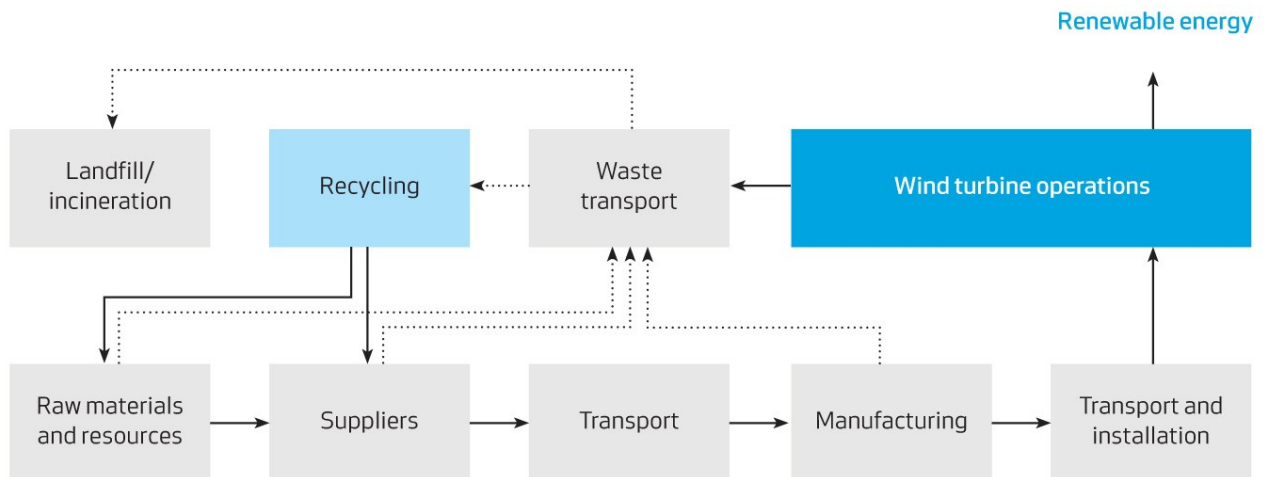 Renewable energy
Landfill/
incineration
Recycling
Waste
transport
Wind turbine operations
Raw materials
and resources
Suppliers
Transport
Manufacturing
Transport and
installation